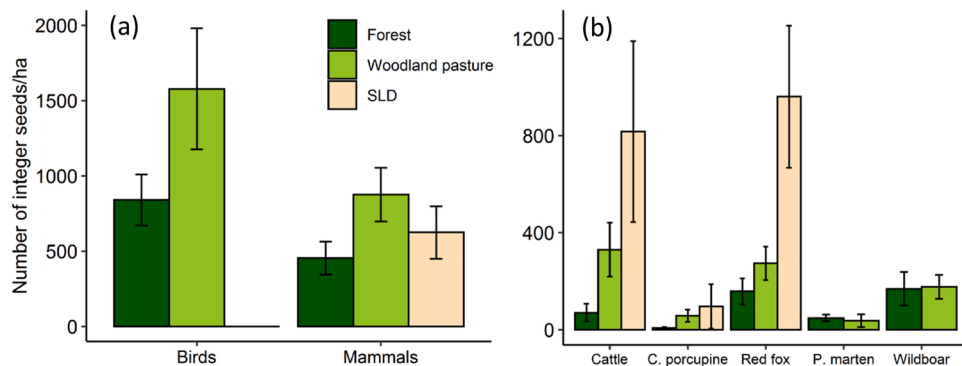 (a)
Number of integer seeds/ha
2000
1500
1000
500
0
Forest
Woodland pasture
SLD
Birds Mammals
(b)
1200
800
400
0
Cattle C. porcupine Red fox P. marten Wildboar